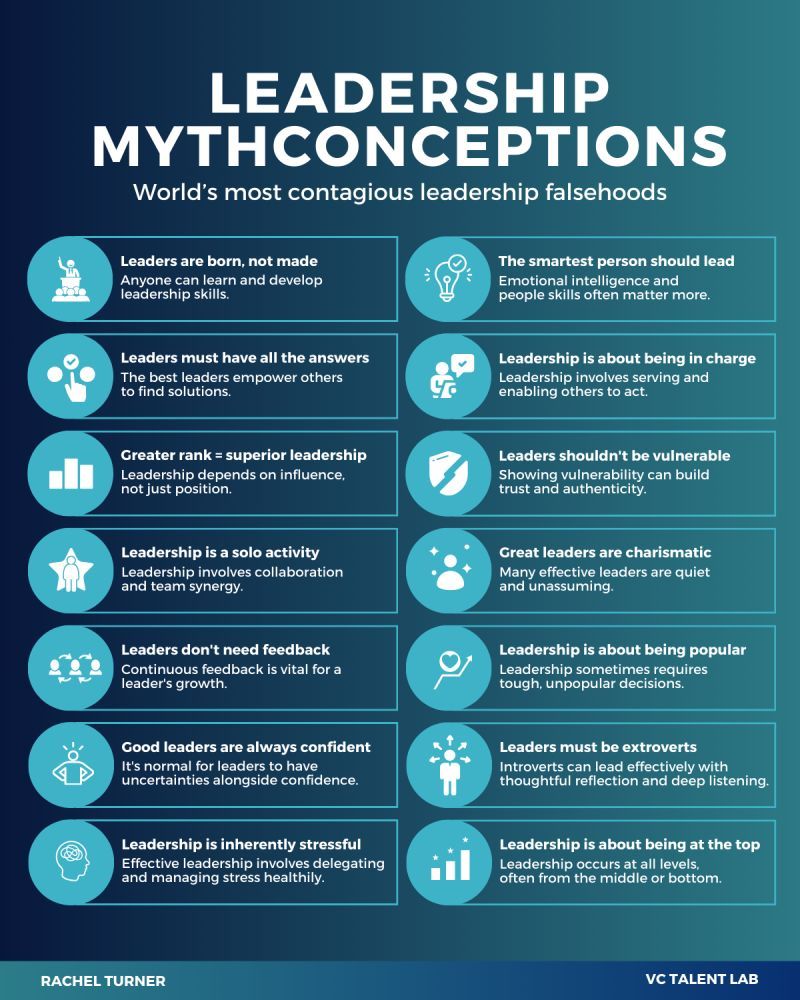 LEADERSHIP
MYTHCONCEPTIONS
World's most contagious leadership falsehoods
Leaders are born, not made
Anyone can learn and develop
leadership skills.
The smartest person should lead
Emotional intelligence and
people skills often matter more.
Leaders must have all the answers
The best leaders empower others
to find solutions.
Leadership is about being in charge
Leadership involves serving and
enabling others to act.
Greater rank = superior leadership
Leadership depends on influence,
not just position.
Leaders shouldn't be vulnerable
Showing vulnerability can build
trust and authenticity.
Leadership is a solo activity
Leadership involves collaboration
and team synergy.
Great leaders are charismatic
Many effective leaders are quiet
and unassuming.
Leaders don't need feedback
Continuous feedback is vital for a
leader's growth.
Leadership is about being popular
Leadership sometimes requires
tough, unpopular decisions.
Good leaders are always confident
It's normal for leaders to have
uncertainties alongside confidence.
Leaders must be extroverts
Introverts can lead effectively with
thoughtful reflection and deep listening.
Leadership is inherently stressful
Effective leadership involves delegating
and managing stress healthily.
Leadership is about being at the top
Leadership occurs at all levels,
often from the middle or bottom.
RACHEL TURNER
VC TALENT LAB